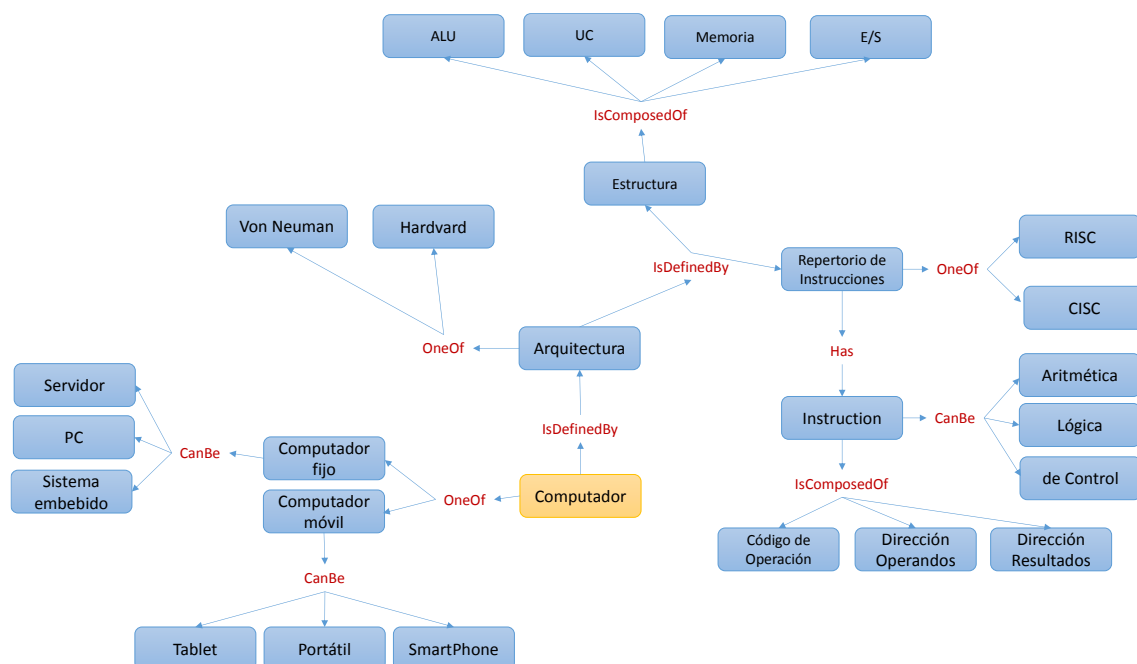 ALU
UC
Memoria
E/S
IsComposedOf
Estructura
Von Neuman
Hardvard
IsDefinedBy
Repertorio de
Instrucciones
OneOf
RISC
CISC
OneOf
Arquitectura
Has
Aritmética
Servidor
Instruction
CanBe
Lógica
PC
CanBe
Computador
fijo
IsDefinedBy
de Control
Sistema
embebido
Computador
móvil
OneOf
Computador
IsComposedOf
Código de
Operación
Dirección
Operandos
Dirección
Resultados
CanBe
Tablet
Portátil
SmartPhone